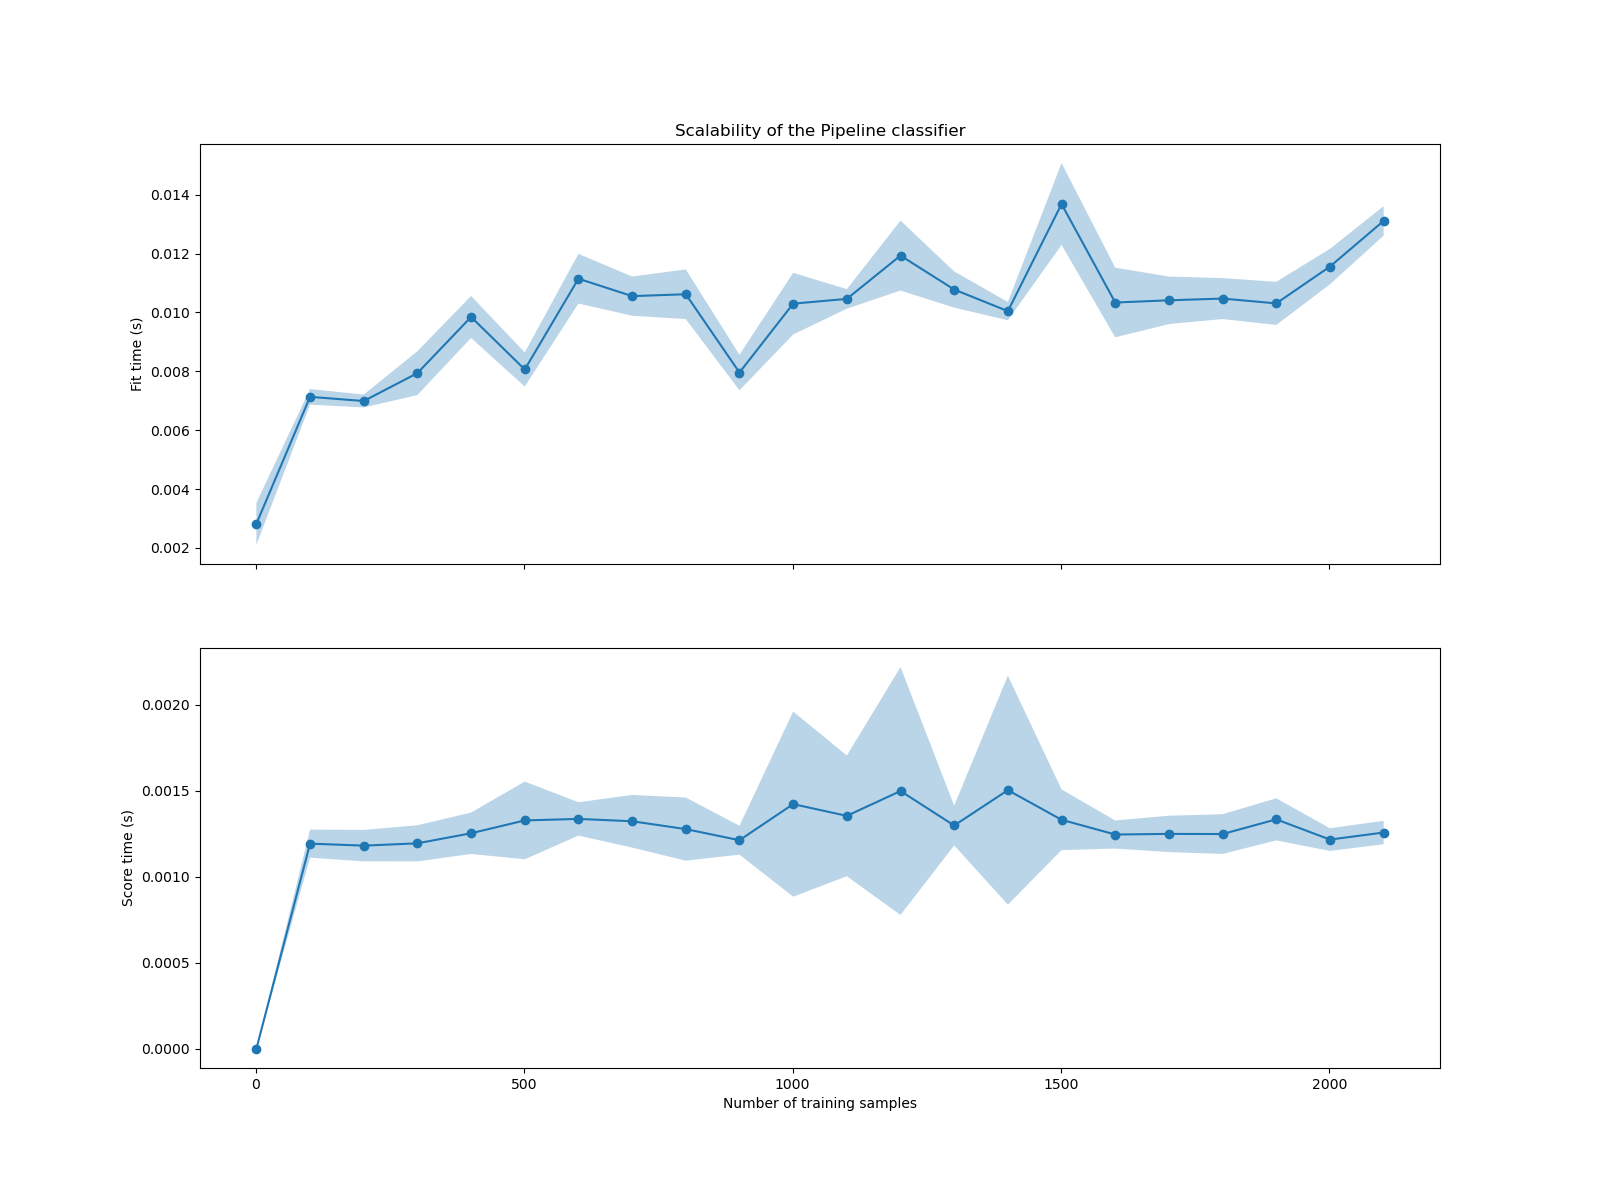 Scalability of the Pipeline classifier
Fit time (s)
0.014
0.012
0.010
0.008
0.006
0.004
0.002
Score time (s)
0.0020
0.0015
0.0010
0.0005
0.0000
0 500 1000 1500 2000
Number of training samples